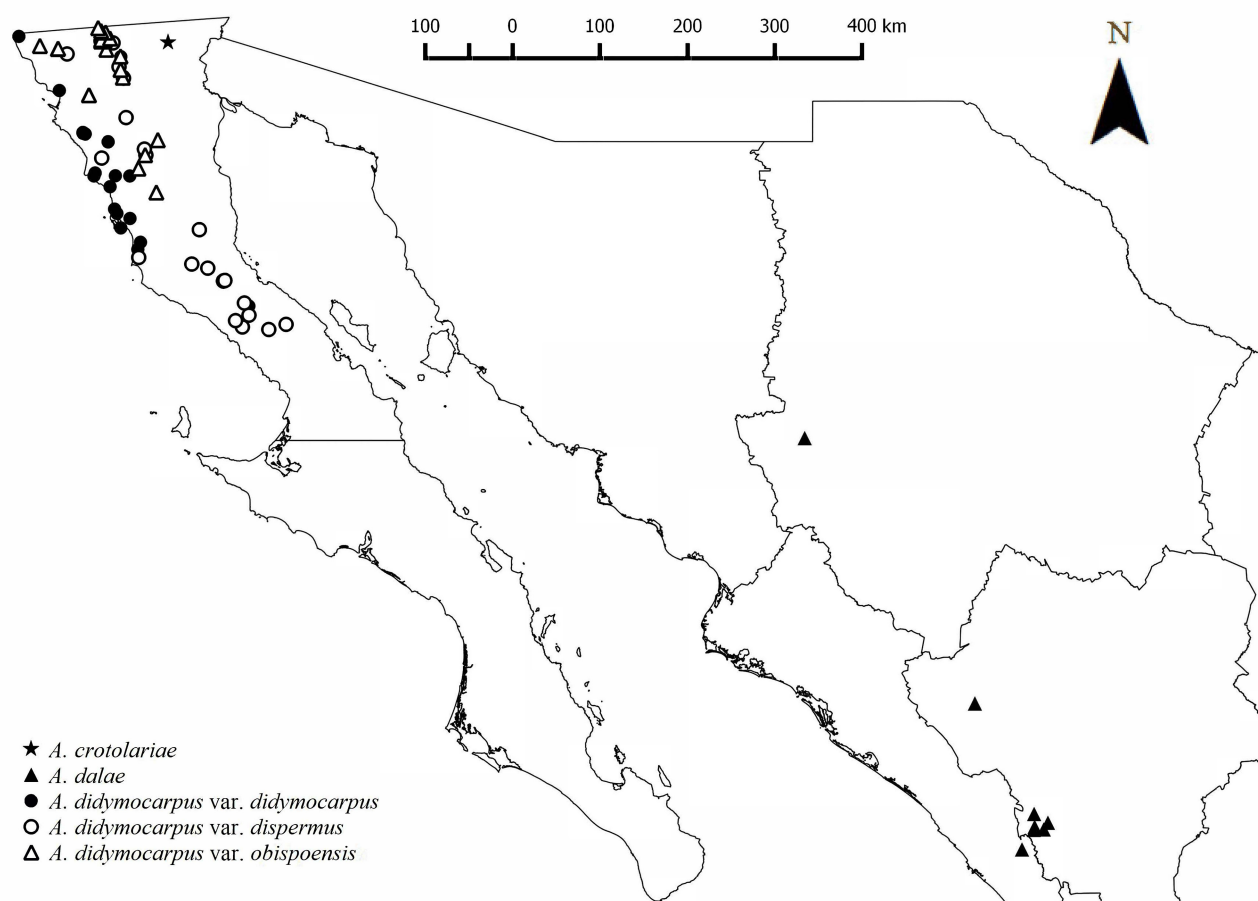 100 0 100 200 300 400 km
N
A. crotolariae
A. dalae
A. didymocarpus var. didymocarpus
A. didymocarpus var. dispermus
A. didymocarpus var. obispoensis